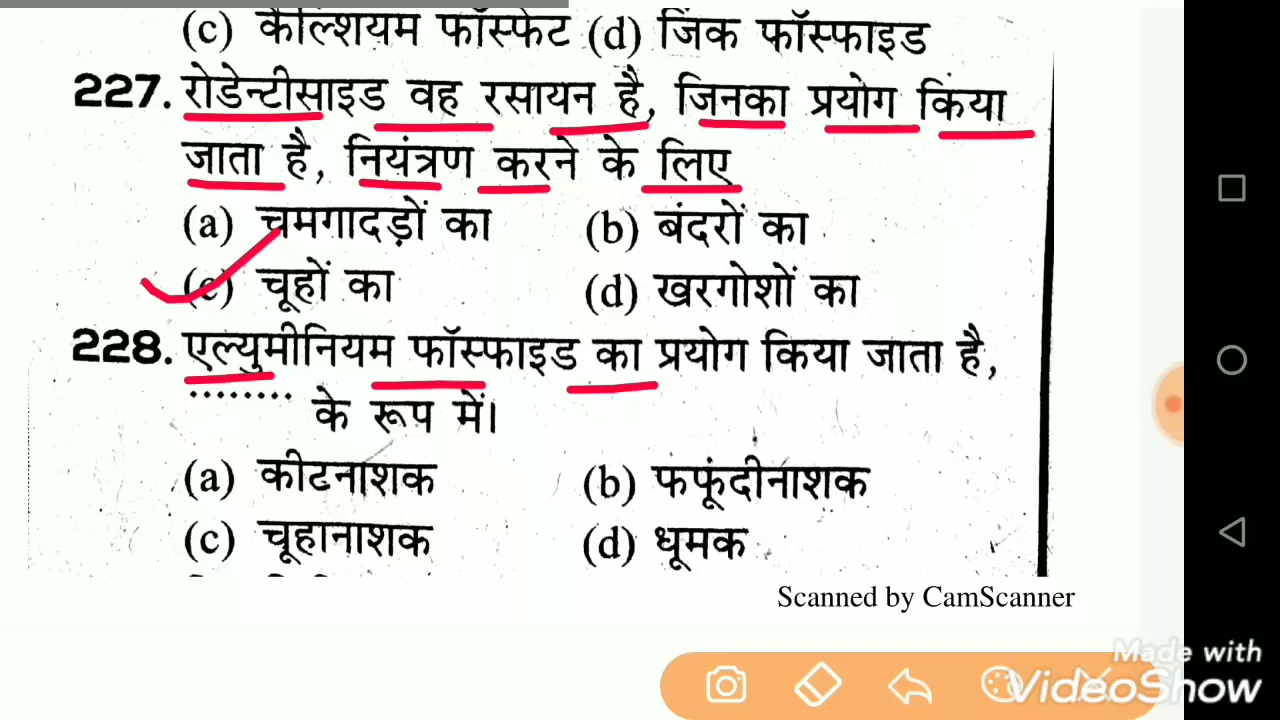 (c) कैल्शियम फॉस्फेट (d) जिंक फॉस्फाइड
227. रोडेन्टीसाइड वह रसायन है, जिनका प्रयोग किया
जाता है, नियंत्रण करने के लिए
(a) चमगादड़ों का (b) बंदरों का
(c) चूहों का (d) खरगोशों का
228. एल्युमीनियम फॉस्फाइड का प्रयोग किया जाता है,
........ के रूप में।
(a) कीटनाशक (b) फफूंदीनाशक
(c) चूहानाशक (d) धूमक
Scanned by CamScanner
Made with
VideoShow